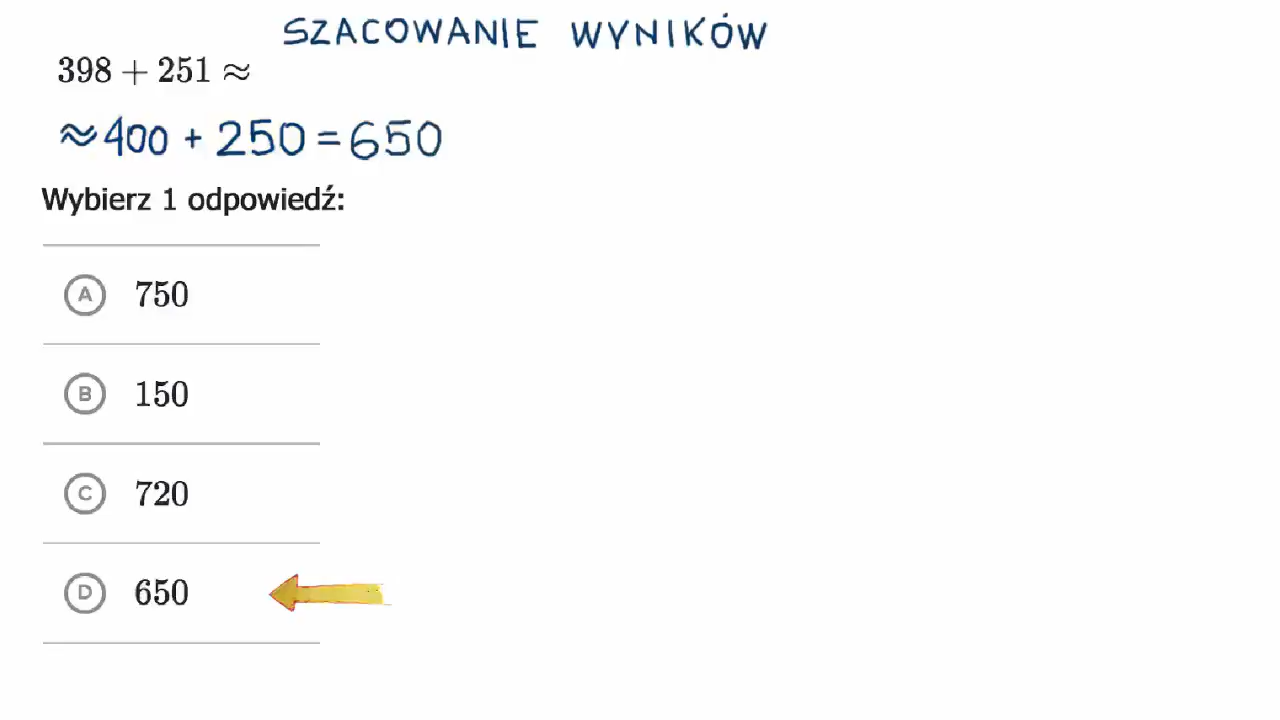 SZACOWANIE WYNIKÓW
398 + 251 ≈
≈ 400 + 250 = 650
Wybierz 1 odpowiedź:
A 750
B 150
C 720
D 650